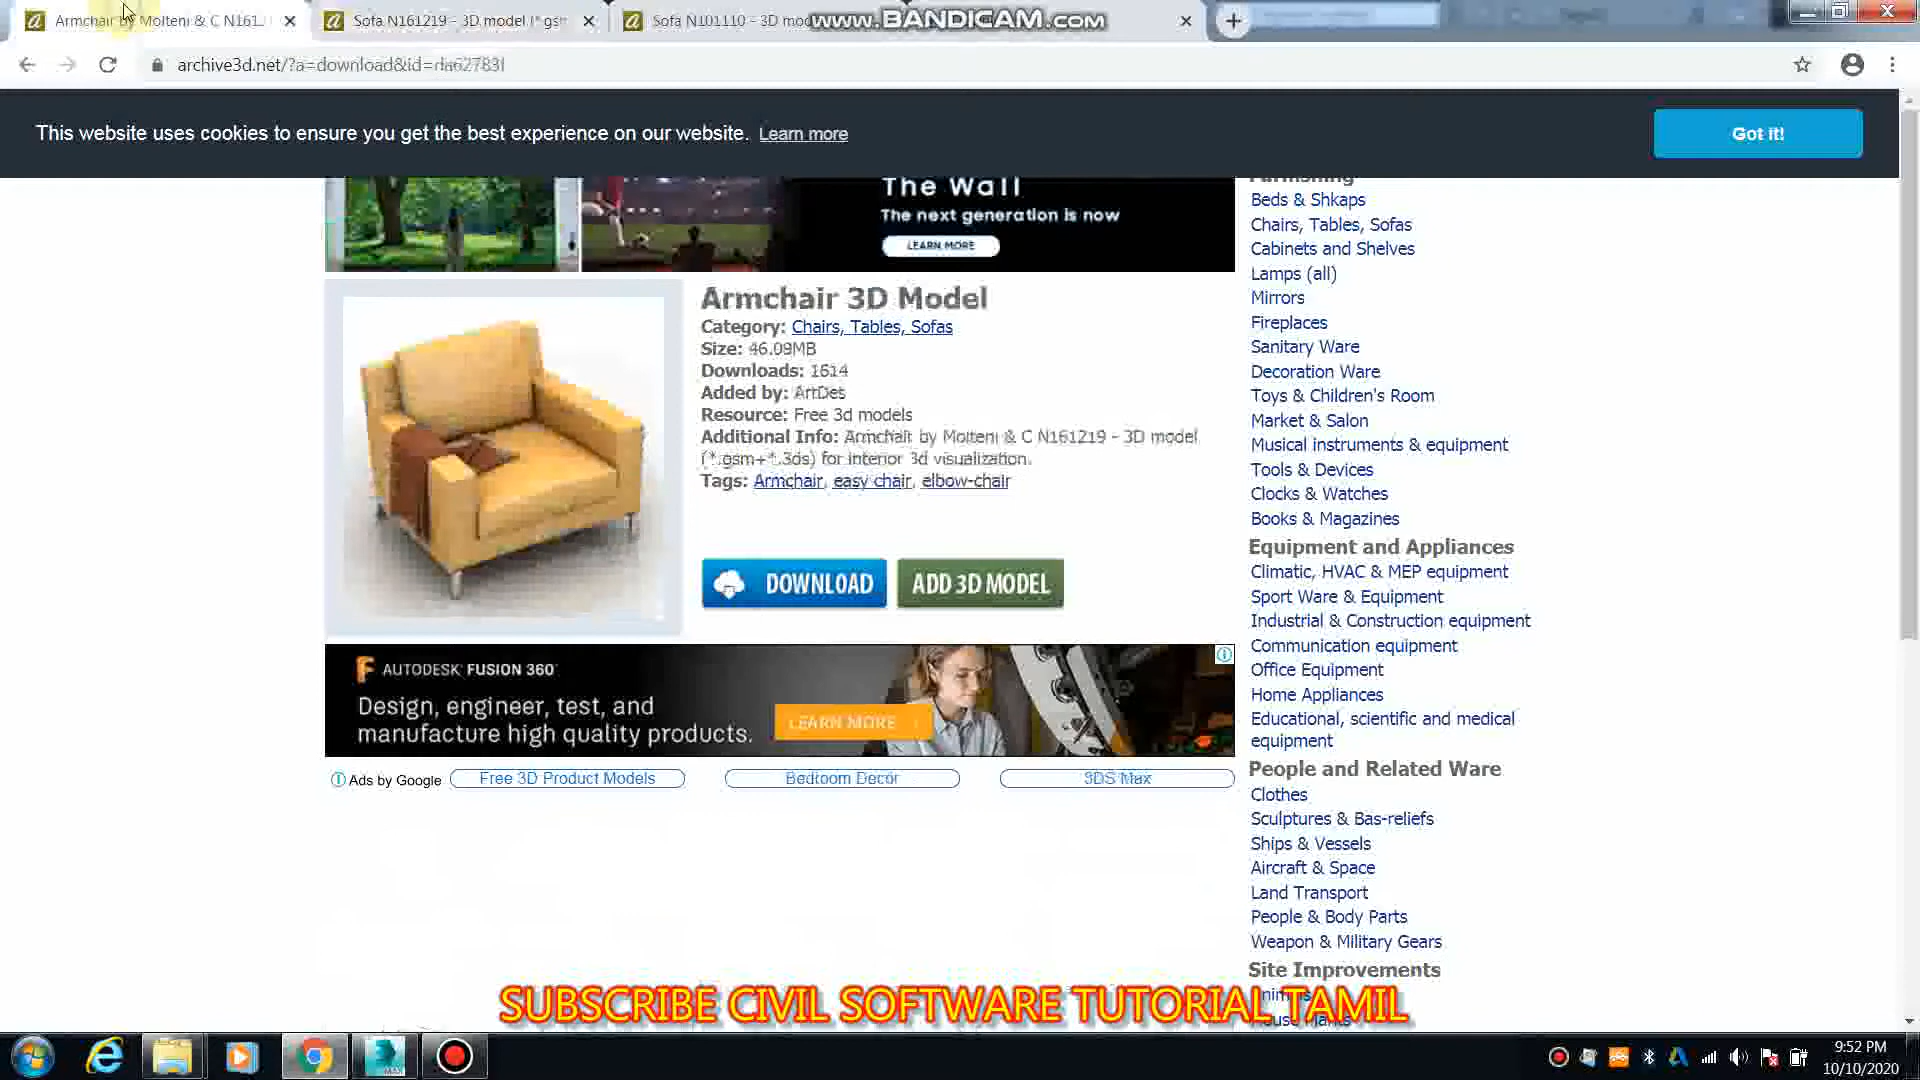 Armchair by Molteni & C N161
Sofa N161219 - 3D model (*.gsm
Sofa N101110 - 3D mod
WWW.BANDICAM.COM
archive3d.net/?a=download&id=
This website uses cookies to ensure you get the best experience on our website. Learn more
Got it!
The Wall
The next generation is now
LEARN MORE
Armchair 3D Model
Category: Chairs, Tables, Sofas
Size: 46.09MB
Downloads: 1614
Added by: ArtDes
Resource: Free 3d models
Additional Info: Armchair by Molteni & C N161219 - 3D model
(*.gsm+*.3ds) for interior 3d visualization.
Tags: Armchair, easy chair, elbow-chair
DOWNLOAD
ADD 3D MODEL
AUTODESK® FUSION 360™
Design, engineer, test, and
manufacture high quality products.
LEARN MORE
Ads by Google
Free 3D Product Models
Bedroom Decor
3DS Max
Furnishing
Beds & Shkaps
Chairs, Tables, Sofas
Cabinets and Shelves
Lamps (all)
Mirrors
Fireplaces
Sanitary Ware
Decoration Ware
Toys & Children's Room
Market & Salon
Musical instruments & equipment
Tools & Devices
Clocks & Watches
Books & Magazines
Equipment and Appliances
Climatic, HVAC & MEP equipment
Sport Ware & Equipment
Industrial & Construction equipment
Communication equipment
Office Equipment
Home Appliances
Educational, scientific and medical
equipment
People and Related Ware
Clothes
Sculptures & Bas-reliefs
Ships & Vessels
Aircraft & Space
Land Transport
People & Body Parts
Weapon & Military Gears
Site Improvements
Animals
House Plants
SUBSCRIBE CIVIL SOFTWARE TUTORIAL TAMIL
MAX
9:52 PM
10/10/2020